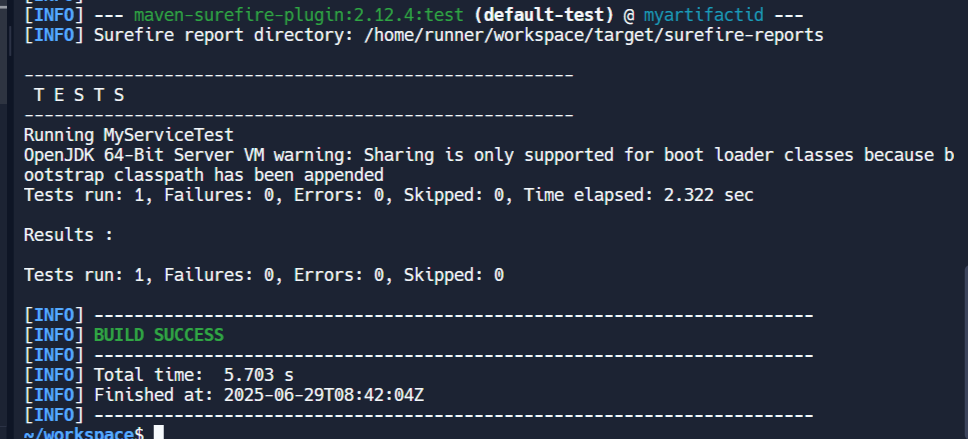 [INFO] --- maven-surefire-plugin:2.12.4:test (default-test) @ myartifactid ---
[INFO] Surefire report directory: /home/runner/workspace/target/surefire-reports
-------------------------------------------------------
 T E S T S
-------------------------------------------------------
Running MyServiceTest
OpenJDK 64-Bit Server VM warning: Sharing is only supported for boot loader classes because b
ootstrap classpath has been appended
Tests run: 1, Failures: 0, Errors: 0, Skipped: 0, Time elapsed: 2.322 sec
Results :
Tests run: 1, Failures: 0, Errors: 0, Skipped: 0
[INFO] ------------------------------------------------------------------------
[INFO] BUILD SUCCESS
[INFO] ------------------------------------------------------------------------
[INFO] Total time:  5.703 s
[INFO] Finished at: 2025-06-29T08:42:04Z
[INFO] ------------------------------------------------------------------------
~/workspace$